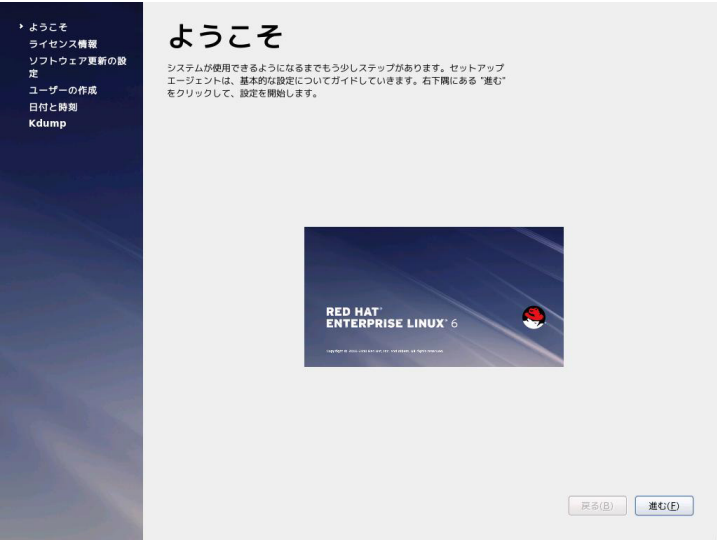 ようこそ
ライセンス情報
ソフトウェア更新の設
定
ユーザーの作成
日付と時刻
Kdump
ようこそ
システムが使用できるようになるまでもう少しステップがあります。セットアップ
エージェントは、基本的な設定についてガイドしていきます。右下隅にある "進む"
をクリックして、設定を開始します。
RED HAT
ENTERPRISE LINUX 6
戻る(B)
進む(F)